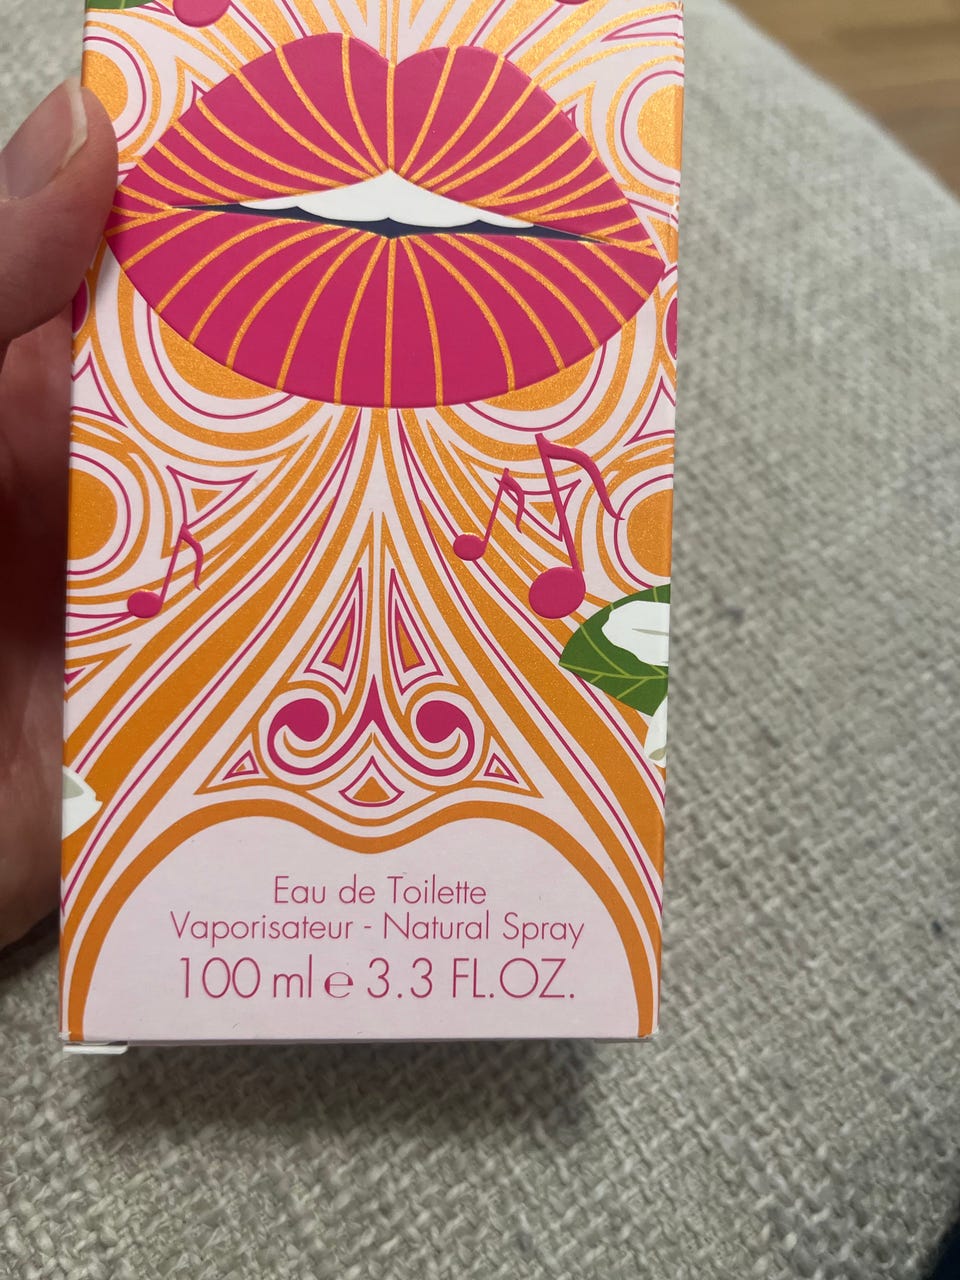 Eau de Toilette
Vaporisateur - Natural Spray
100 ml e 3.3 FL.OZ.